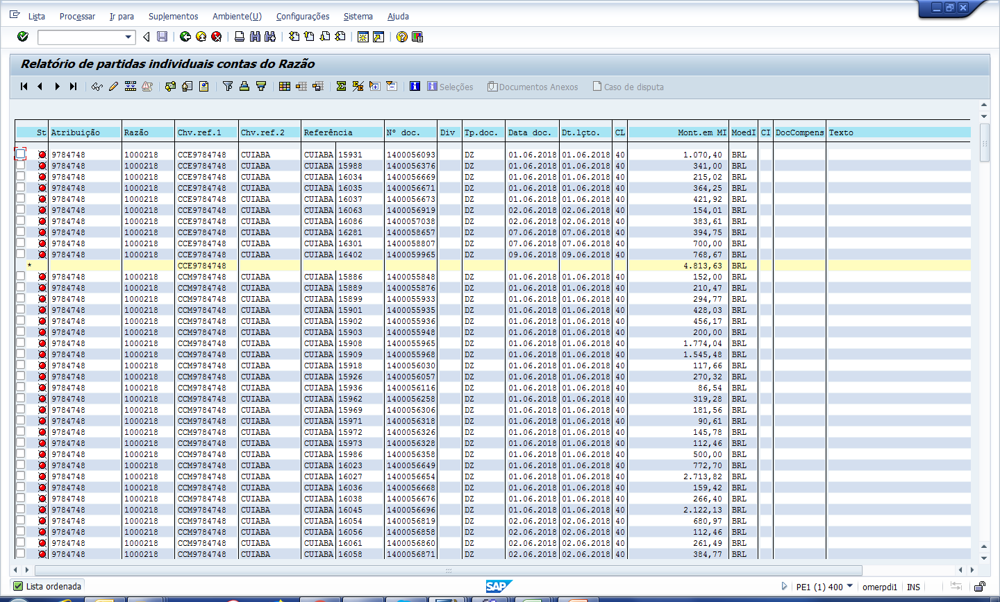 Lista Processar Ir para Suplementos Ambiente(U) Configurações Sistema Ajuda
Relatório de partidas individuais contas do Razão
Seleções Documentos Anexos Caso de disputa
St Atribuição Razão Chv.ref.1 Chv.ref.2 Referência Nº doc. Div Tp.doc. Data doc. Dt.lçto. CL Mont.em MI MoedI CI DocCompens Texto
9784748 1000218 CCE9784748 CUIABA CUIABA 15931 1400056093 DZ 01.06.2018 01.06.2018 40 1.070,40 BRL
9784748 1000218 CCE9784748 CUIABA CUIABA 15988 1400056376 DZ 01.06.2018 01.06.2018 40 341,00 BRL
9784748 1000218 CCE9784748 CUIABA CUIABA 16034 1400056669 DZ 01.06.2018 01.06.2018 40 215,02 BRL
9784748 1000218 CCE9784748 CUIABA CUIABA 16035 1400056671 DZ 01.06.2018 01.06.2018 40 364,25 BRL
9784748 1000218 CCE9784748 CUIABA CUIABA 16037 1400056673 DZ 01.06.2018 01.06.2018 40 421,92 BRL
9784748 1000218 CCE9784748 CUIABA CUIABA 16063 1400056919 DZ 02.06.2018 02.06.2018 40 154,01 BRL
9784748 1000218 CCE9784748 CUIABA CUIABA 16086 1400057038 DZ 02.06.2018 02.06.2018 40 383,61 BRL
9784748 1000218 CCE9784748 CUIABA CUIABA 16281 1400058657 DZ 07.06.2018 07.06.2018 40 394,75 BRL
9784748 1000218 CCE9784748 CUIABA CUIABA 16301 1400058807 DZ 07.06.2018 07.06.2018 40 700,00 BRL
9784748 1000218 CCE9784748 CUIABA CUIABA 16402 1400059965 DZ 09.06.2018 09.06.2018 40 768,67 BRL
* CCE9784748 4.813,63 BRL
9784748 1000218 CCM9784748 CUIABA CUIABA 15886 1400055848 DZ 01.06.2018 01.06.2018 40 152,00 BRL
9784748 1000218 CCM9784748 CUIABA CUIABA 15889 1400055876 DZ 01.06.2018 01.06.2018 40 210,47 BRL
9784748 1000218 CCM9784748 CUIABA CUIABA 15899 1400055933 DZ 01.06.2018 01.06.2018 40 294,77 BRL
9784748 1000218 CCM9784748 CUIABA CUIABA 15901 1400055935 DZ 01.06.2018 01.06.2018 40 428,03 BRL
9784748 1000218 CCM9784748 CUIABA CUIABA 15902 1400055936 DZ 01.06.2018 01.06.2018 40 456,17 BRL
9784748 1000218 CCM9784748 CUIABA CUIABA 15903 1400055948 DZ 01.06.2018 01.06.2018 40 200,00 BRL
9784748 1000218 CCM9784748 CUIABA CUIABA 15908 1400055965 DZ 01.06.2018 01.06.2018 40 1.774,04 BRL
9784748 1000218 CCM9784748 CUIABA CUIABA 15909 1400055968 DZ 01.06.2018 01.06.2018 40 1.545,48 BRL
9784748 1000218 CCM9784748 CUIABA CUIABA 15918 1400056030 DZ 01.06.2018 01.06.2018 40 117,66 BRL
9784748 1000218 CCM9784748 CUIABA CUIABA 15926 1400056057 DZ 01.06.2018 01.06.2018 40 270,32 BRL
9784748 1000218 CCM9784748 CUIABA CUIABA 15936 1400056116 DZ 01.06.2018 01.06.2018 40 86,54 BRL
9784748 1000218 CCM9784748 CUIABA CUIABA 15962 1400056258 DZ 01.06.2018 01.06.2018 40 319,28 BRL
9784748 1000218 CCM9784748 CUIABA CUIABA 15969 1400056306 DZ 01.06.2018 01.06.2018 40 181,56 BRL
9784748 1000218 CCM9784748 CUIABA CUIABA 15971 1400056318 DZ 01.06.2018 01.06.2018 40 90,61 BRL
9784748 1000218 CCM9784748 CUIABA CUIABA 15972 1400056326 DZ 01.06.2018 01.06.2018 40 145,78 BRL
9784748 1000218 CCM9784748 CUIABA CUIABA 15973 1400056328 DZ 01.06.2018 01.06.2018 40 112,46 BRL
9784748 1000218 CCM9784748 CUIABA CUIABA 15986 1400056358 DZ 01.06.2018 01.06.2018 40 500,00 BRL
9784748 1000218 CCM9784748 CUIABA CUIABA 16023 1400056649 DZ 01.06.2018 01.06.2018 40 772,70 BRL
9784748 1000218 CCM9784748 CUIABA CUIABA 16027 1400056654 DZ 01.06.2018 01.06.2018 40 2.713,82 BRL
9784748 1000218 CCM9784748 CUIABA CUIABA 16036 1400056668 DZ 01.06.2018 01.06.2018 40 159,42 BRL
9784748 1000218 CCM9784748 CUIABA CUIABA 16038 1400056676 DZ 01.06.2018 01.06.2018 40 266,40 BRL
9784748 1000218 CCM9784748 CUIABA CUIABA 16045 1400056696 DZ 01.06.2018 01.06.2018 40 2.122,13 BRL
9784748 1000218 CCM9784748 CUIABA CUIABA 16054 1400056819 DZ 02.06.2018 02.06.2018 40 680,97 BRL
9784748 1000218 CCM9784748 CUIABA CUIABA 16056 1400056858 DZ 02.06.2018 02.06.2018 40 112,46 BRL
9784748 1000218 CCM9784748 CUIABA CUIABA 16061 1400056860 DZ 02.06.2018 02.06.2018 40 261,49 BRL
9784748 1000218 CCM9784748 CUIABA CUIABA 16058 1400056871 DZ 02.06.2018 02.06.2018 40 384,77 BRL
Lista ordenada SAP PE1 (1) 400 omerpdi1 INS